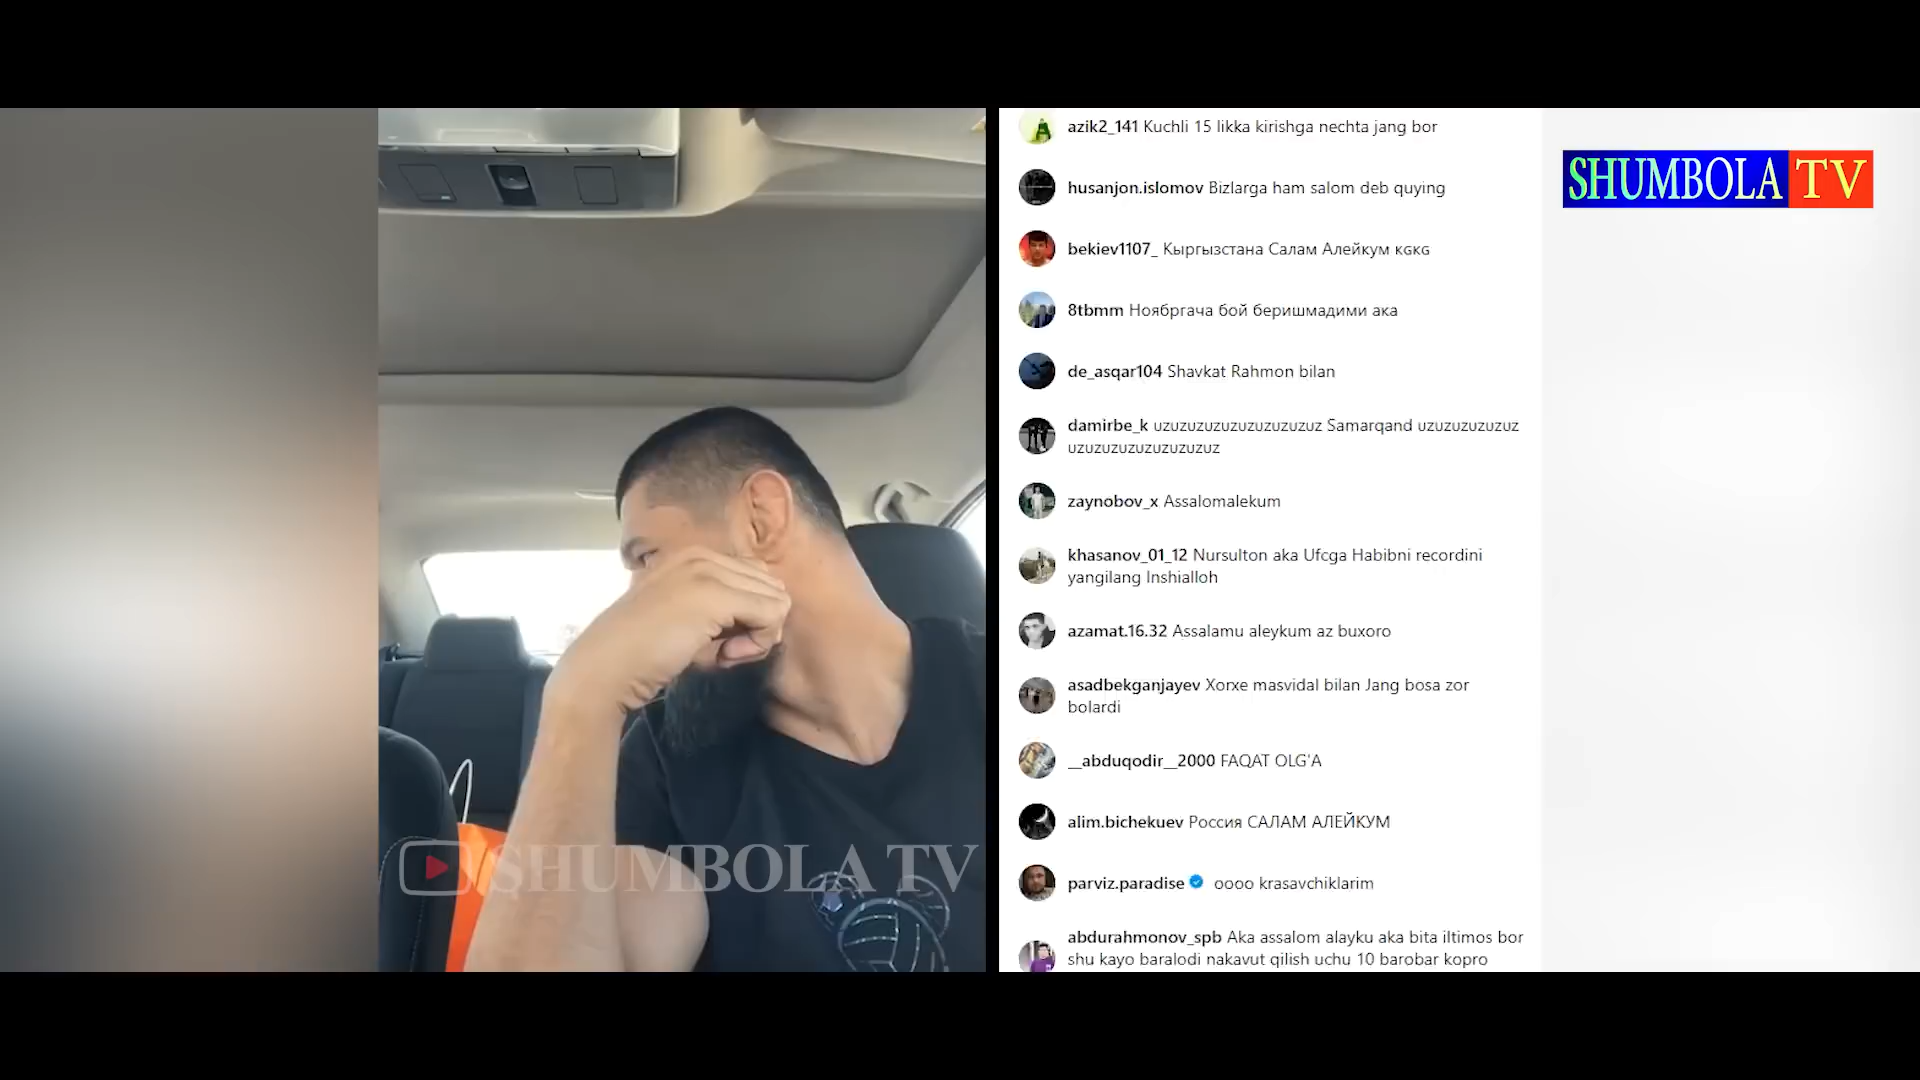 azik2_141 Kuchli 15 likka kirishga nechta jang bor
SHUMBOLA TV
husanjon.islomov Bizlarga ham salom deb quying
bekiev1107_ Кыргызстана Салам Алейкум кgкg
8tbmm Ноябргача бой беришмадими ака
de_asqar104 Shavkat Rahmon bilan
damirbe_k uzuzuzuzuzuzuzuzuzuz Samarqand uzuzuzuzuzuz
uzuzuzuzuzuzuzuzuz
zaynobov_x Assalomalekum
khasanov_01_12 Nursulton aka Ufcga Habibni recordini
yangilang Inshialloh
azamat.16.32 Assalamu aleykum az buxoro
asadbekganjayev Xorxe masvidal bilan Jang bosa zor
bolardi
__abduqodir__2000 FAQAT OLG'A
alim.bichekuev Россия САЛАМ АЛЕЙКУМ
SHUMBOLA TV
parviz.paradise oooo krasavchiklarim
abdurahmonov_spb Aka assalom alayku aka bita iltimos bor
shu kayo baralodi nakavut qilish uchu 10 barobar kopro